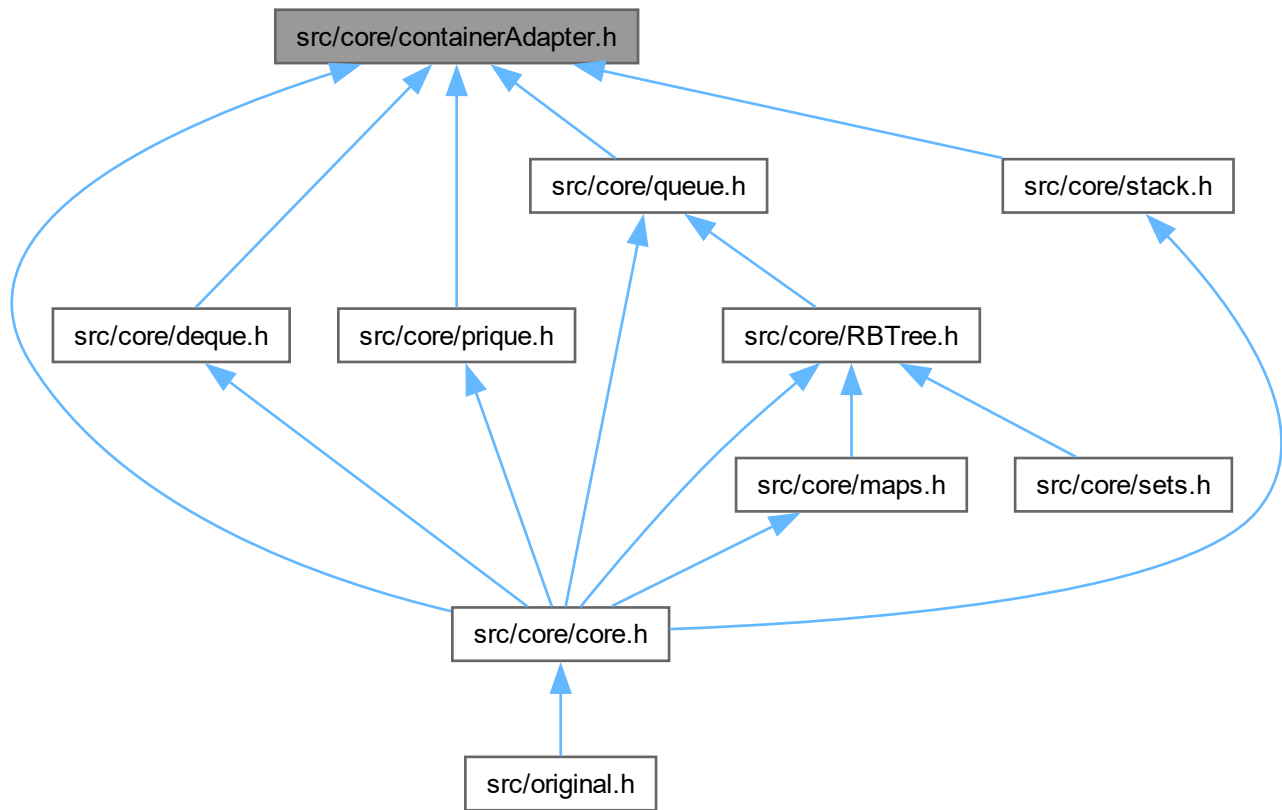 src/core/containerAdapter.h
src/core/queue.h
src/core/stack.h
src/core/deque.h
src/core/prique.h
src/core/RBTree.h
src/core/maps.h
src/core/sets.h
src/core/core.h
src/original.h